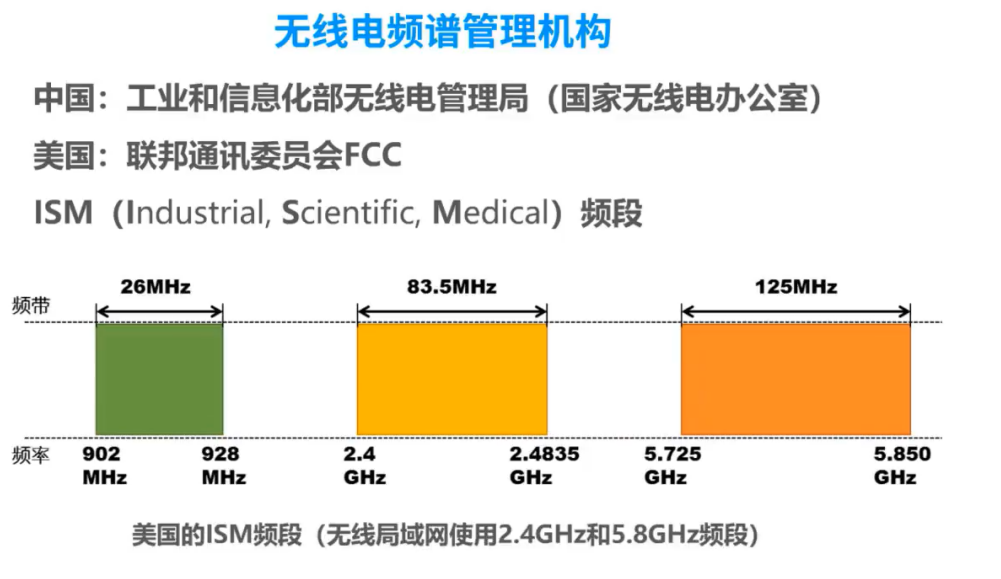 无线电频谱管理机构
中国：工业和信息化部无线电管理局（国家无线电办公室）
美国：联邦通讯委员会FCC
ISM（Industrial, Scientific, Medical）频段
26MHz 83.5MHz 125MHz
频带
频率 902 928 2.4 2.4835 5.725 5.850
MHz MHz GHz GHz GHz GHz
美国的ISM频段（无线局域网使用2.4GHz和5.8GHz频段）